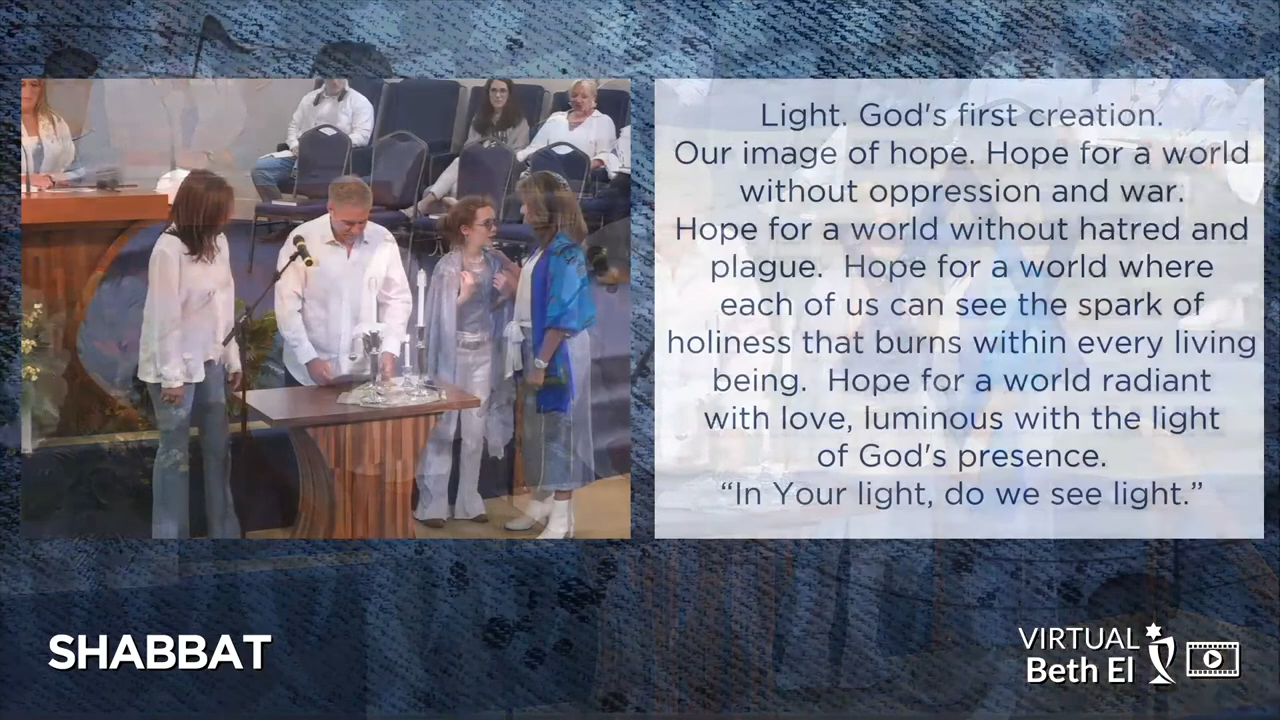 Light. God's first creation.
Our image of hope. Hope for a world
without oppression and war.
Hope for a world without hatred and
plague.  Hope for a world where
each of us can see the spark of
holiness that burns within every living
being.  Hope for a world radiant
with love, luminous with the light
of God's presence.
“In Your light, do we see light.”
SHABBAT
VIRTUAL
Beth El